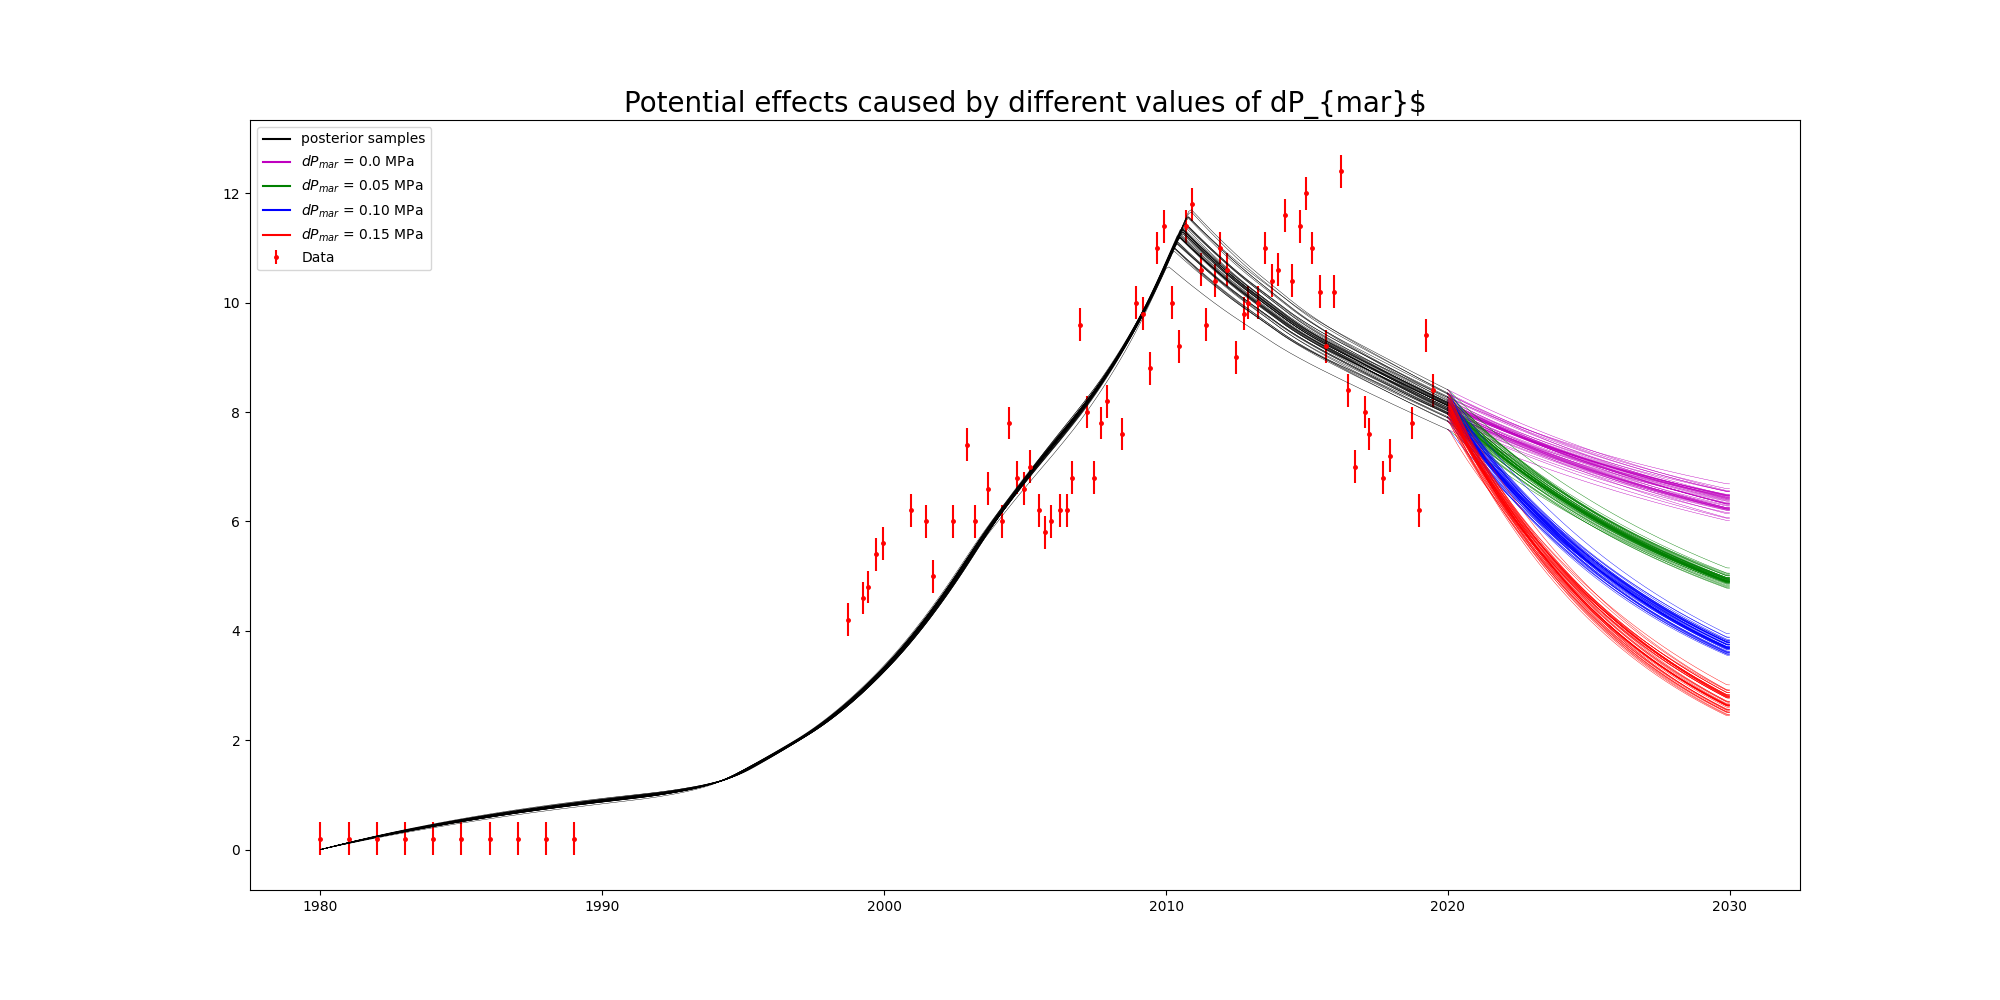 Potential effects caused by different values of dP_{mar}$
posterior samples
dPmar = 0.0 MPa
dPmar = 0.05 MPa
dPmar = 0.10 MPa
dPmar = 0.15 MPa
Data
12
10
8
6
4
2
0
1980 1990 2000 2010 2020 2030